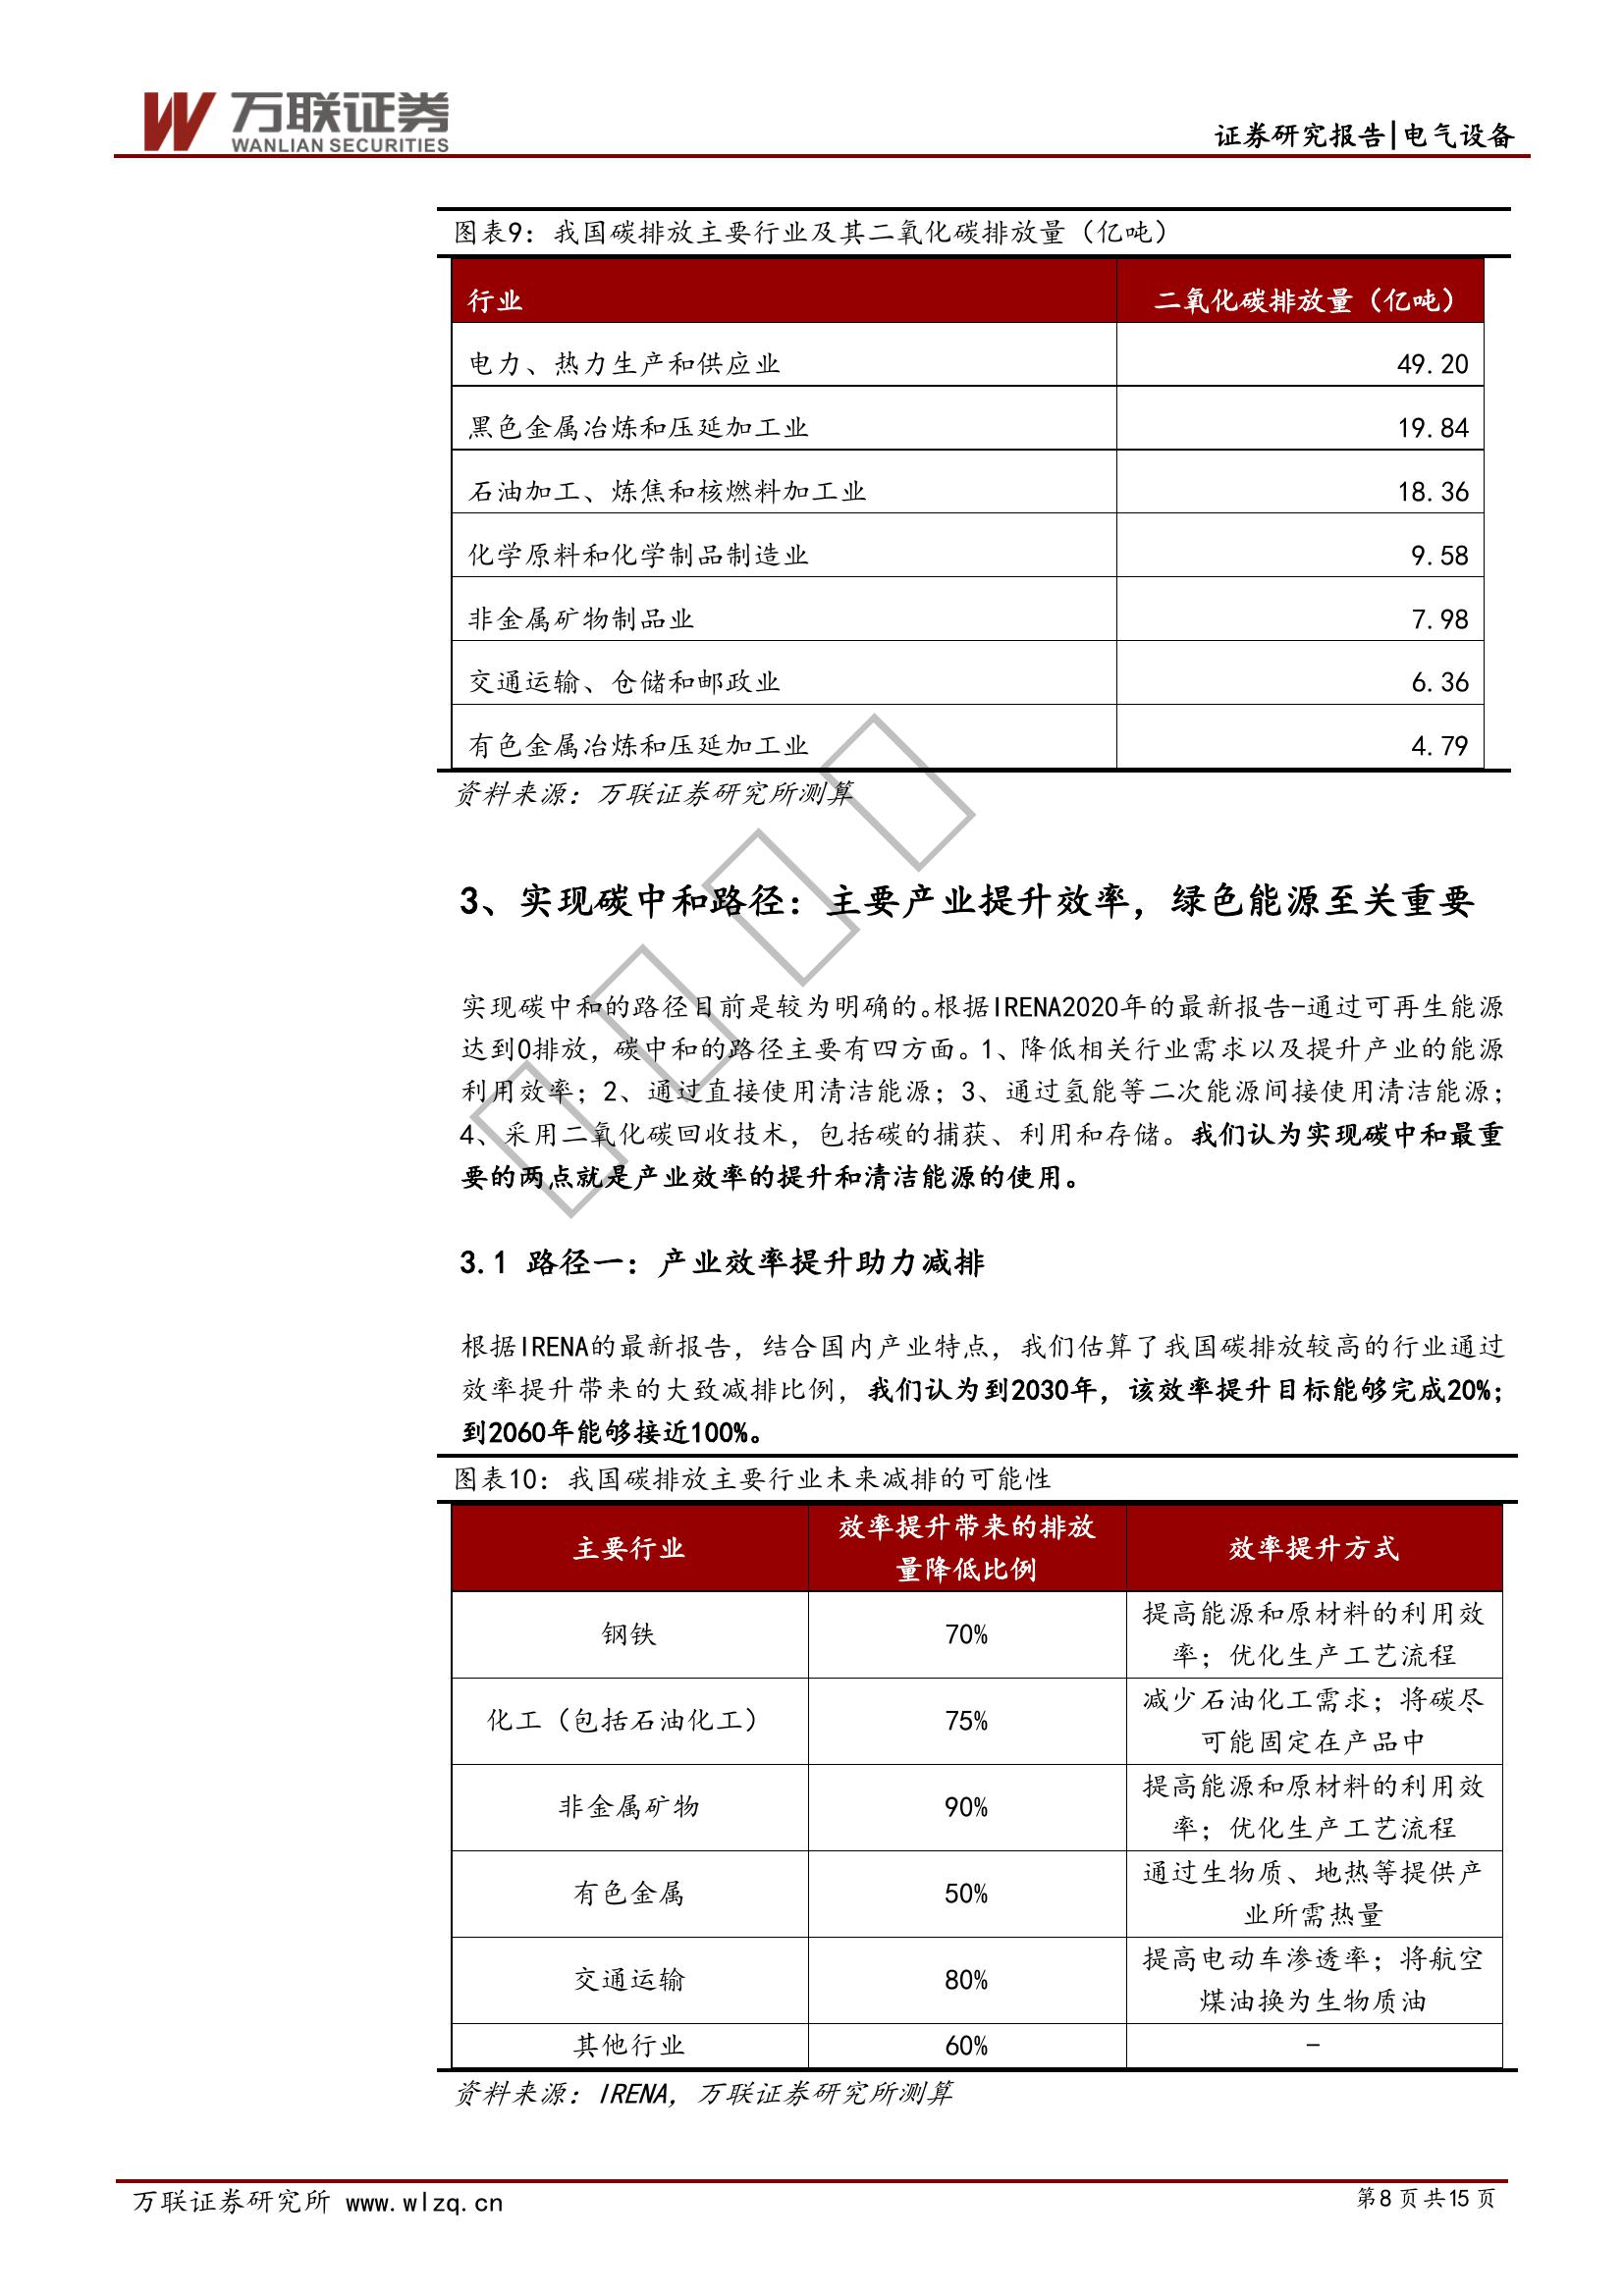 万联证券
WANLIAN SECURITIES
证券研究报告|电气设备
图表9：我国碳排放主要行业及其二氧化碳排放量（亿吨）
行业 二氧化碳排放量（亿吨）
电力、热力生产和供应业 49.20
黑色金属冶炼和压延加工业 19.84
石油加工、炼焦和核燃料加工业 18.36
化学原料和化学制品制造业 9.58
非金属矿物制品业 7.98
交通运输、仓储和邮政业 6.36
有色金属冶炼和压延加工业 4.79
资料来源：万联证券研究所测算
3、实现碳中和路径：主要产业提升效率，绿色能源至关重要
实现碳中和的路径目前是较为明确的。根据IRENA2020年的最新报告-通过可再生能源
达到0排放，碳中和的路径主要有四方面。1、降低相关行业需求以及提升产业的能源
利用效率；2、通过直接使用清洁能源；3、通过氢能等二次能源间接使用清洁能源；
4、采用二氧化碳回收技术，包括碳的捕获、利用和存储。我们认为实现碳中和最重
要的两点就是产业效率的提升和清洁能源的使用。
3.1 路径一：产业效率提升助力减排
根据IRENA的最新报告，结合国内产业特点，我们估算了我国碳排放较高的行业通过
效率提升带来的大致减排比例，我们认为到2030年，该效率提升目标能够完成20%；
到2060年能够接近100%。
图表10：我国碳排放主要行业未来减排的可能性
主要行业 效率提升带来的排放 效率提升方式
量降低比例
钢铁 70% 提高能源和原材料的利用效
率；优化生产工艺流程
化工（包括石油化工） 75% 减少石油化工需求；将碳尽
可能固定在产品中
非金属矿物 90% 提高能源和原材料的利用效
率；优化生产工艺流程
有色金属 50% 通过生物质、地热等提供产
业所需热量
交通运输 80% 提高电动车渗透率；将航空
煤油换为生物质油
其他行业 60% -
资料来源：IRENA，万联证券研究所测算
万联证券研究所 www.wlzq.cn 第8页共15页